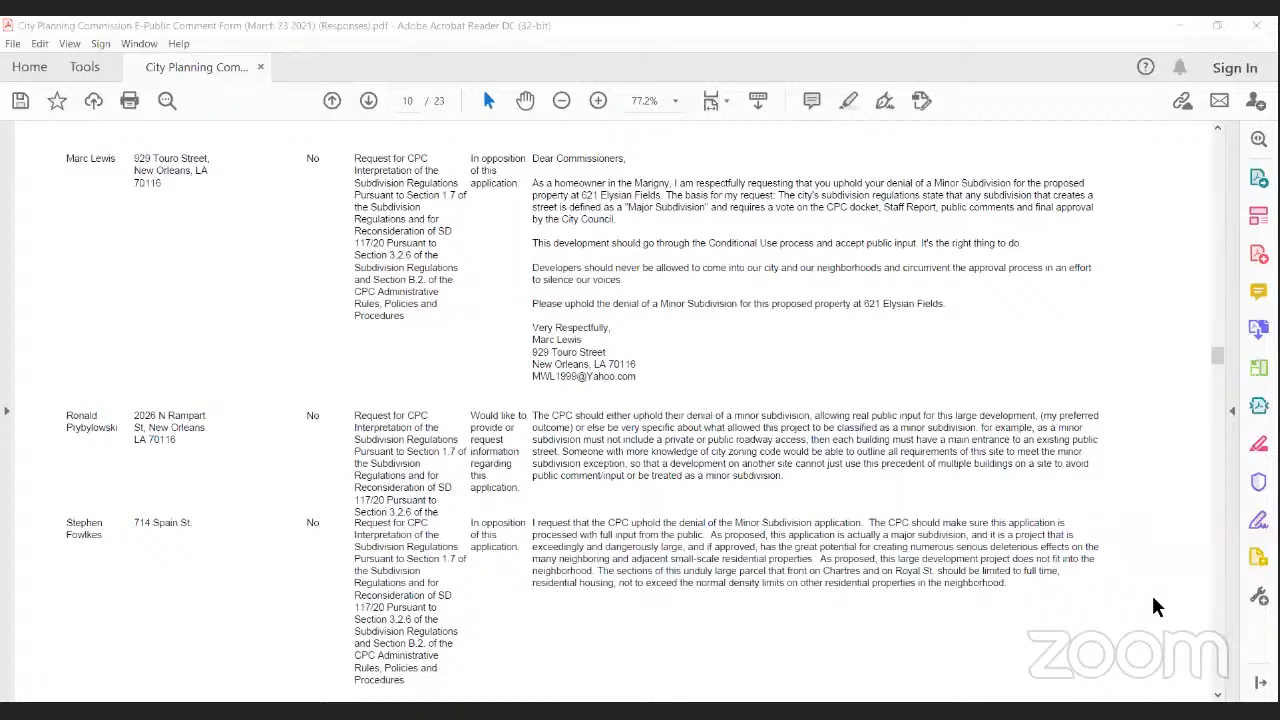 City Planning Commission E-Public Comment Form (March 23 2021) (Responses).pdf - Adobe Acrobat Reader DC (32-bit)
File Edit View Sign Window Help
Home Tools City Planning Com... × Sign In
10 / 23 77.2%
Marc Lewis
929 Touro Street,
New Orleans, LA
70116
No
Request for CPC
Interpretation of the
Subdivision Regulations
Pursuant to Section 1.7 of
the Subdivision
Regulations and for
Reconsideration of SD
117/20 Pursuant to
Section 3.2.6 of the
Subdivision Regulations
and Section B.2. of the
CPC Administrative
Rules, Policies and
Procedures
In opposition
of this
application.
Dear Commissioners,
As a homeowner in the Marigny, I am respectfully requesting that you uphold your denial of a Minor Subdivision for the proposed
property at 621 Elysian Fields. The basis for my request: The city's subdivision regulations state that any subdivision that creates a
street is defined as a "Major Subdivision" and requires a vote on the CPC docket, Staff Report, public comments and final approval
by the City Council.
This development should go through the Conditional Use process and accept public input. It's the right thing to do.
Developers should never be allowed to come into our city and our neighborhoods and circumvent the approval process in an effort
to silence our voices.
Please uphold the denial of a Minor Subdivision for this proposed property at 621 Elysian Fields.
Very Respectfully,
Marc Lewis
929 Touro Street
New Orleans, LA 70116
MWL1999@Yahoo.com
Ronald
Prybylowski
2026 N Rampart
St, New Orleans
LA 70116
No
Request for CPC
Interpretation of the
Subdivision Regulations
Pursuant to Section 1.7 of
the Subdivision
Regulations and for
Reconsideration of SD
117/20 Pursuant to
Section 3.2.6 of the
Would like to
provide or
request
information
regarding
this
application.
The CPC should either uphold their denial of a minor subdivision, allowing real public input for this large development, (my preferred
outcome) or else be very specific about what allowed this project to be classified as a minor subdivision. for example, as a minor
subdivision must not include a private or public roadway access, then each building must have a main entrance to an existing public
street. Someone with more knowledge of city zoning code would be able to outline all requirements of this site to meet the minor
subdivision exception, so that a development on another site cannot just use this precedent of multiple buildings on a site to avoid
public comment/input or be treated as a minor subdivision.
Stephen
Fowlkes
714 Spain St.
No
Request for CPC
Interpretation of the
Subdivision Regulations
Pursuant to Section 1.7 of
the Subdivision
Regulations and for
Reconsideration of SD
117/20 Pursuant to
Section 3.2.6 of the
Subdivision Regulations
and Section B.2. of the
CPC Administrative
Rules, Policies and
Procedures
In opposition
of this
application.
I request that the CPC uphold the denial of the Minor Subdivision application.  The CPC should make sure this application is
processed with full input from the public.  As proposed, this application is actually a major subdivision, and it is a project that is
exceedingly and dangerously large, and if approved, has the great potential for creating numerous serious deleterious effects on the
many neighboring and adjacent small-scale residential properties.  As proposed, this large development project does not fit into the
neighborhood. The sections of this unduly large parcel that front on Chartres and on Royal St. should be limited to full time,
residential housing, not to exceed the normal density limits on other residential properties in the neighborhood.
zoom